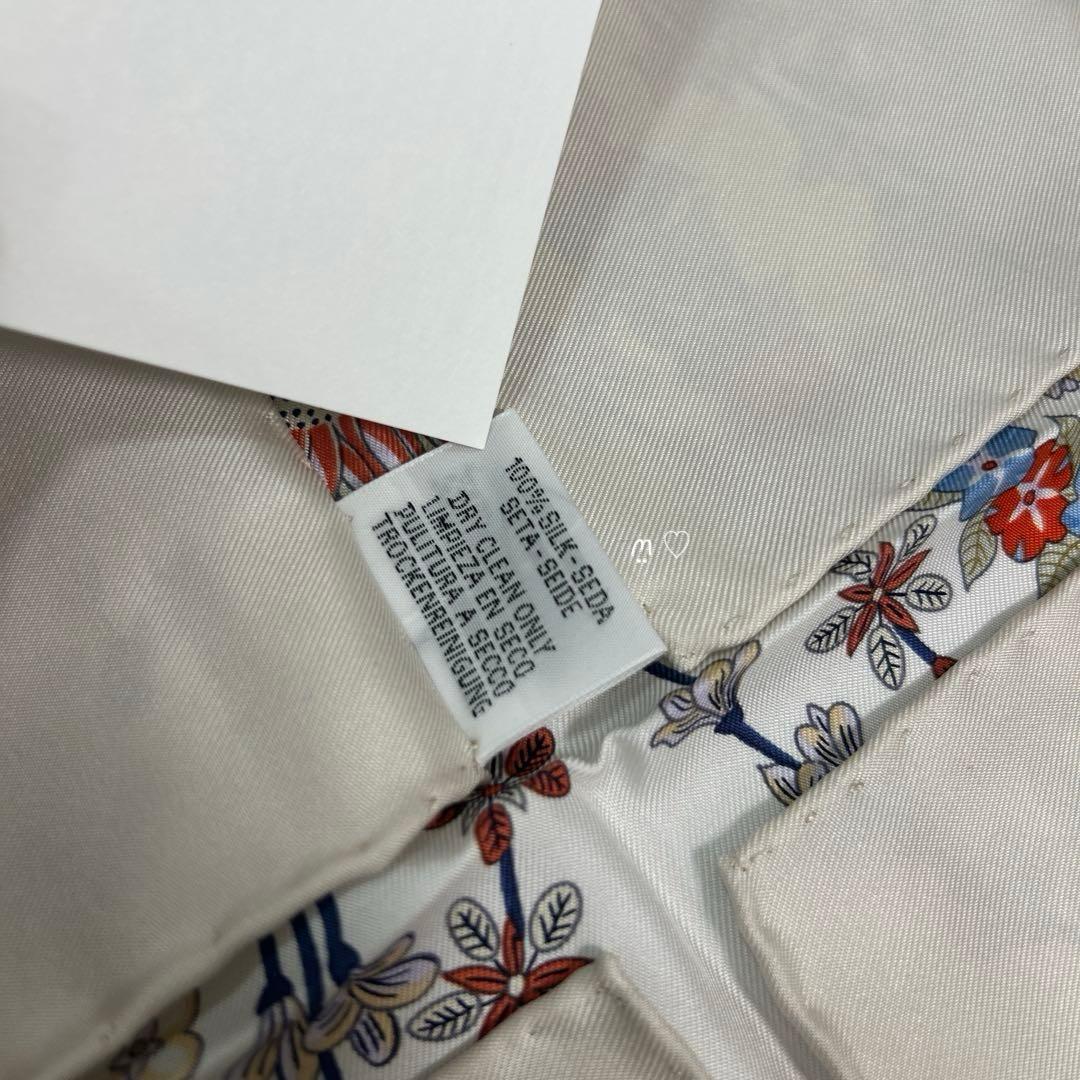 100% SILK-SEDA
SETA-SEIDE
DRY CLEAN ONLY
LIMPIEZA EN SECO
PULITURA A SECCO
TROCKENREINIGUNG
m♡